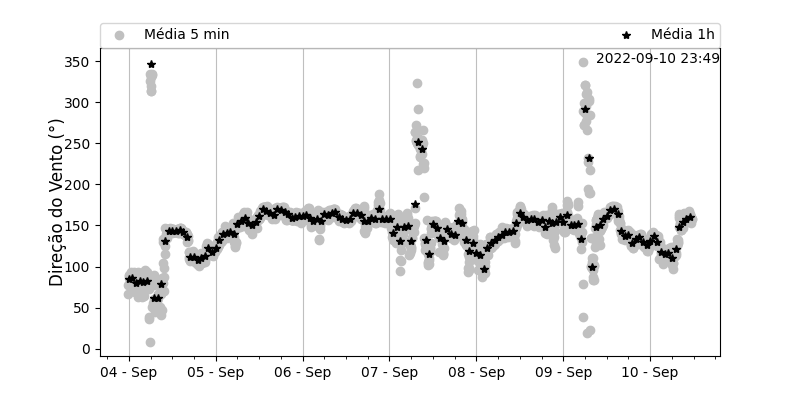 Média 5 min
Média 1h
2022-09-10 23:49
Direção do Vento (°)
350
300
250
200
150
100
50
0
04 - Sep
05 - Sep
06 - Sep
07 - Sep
08 - Sep
09 - Sep
10 - Sep